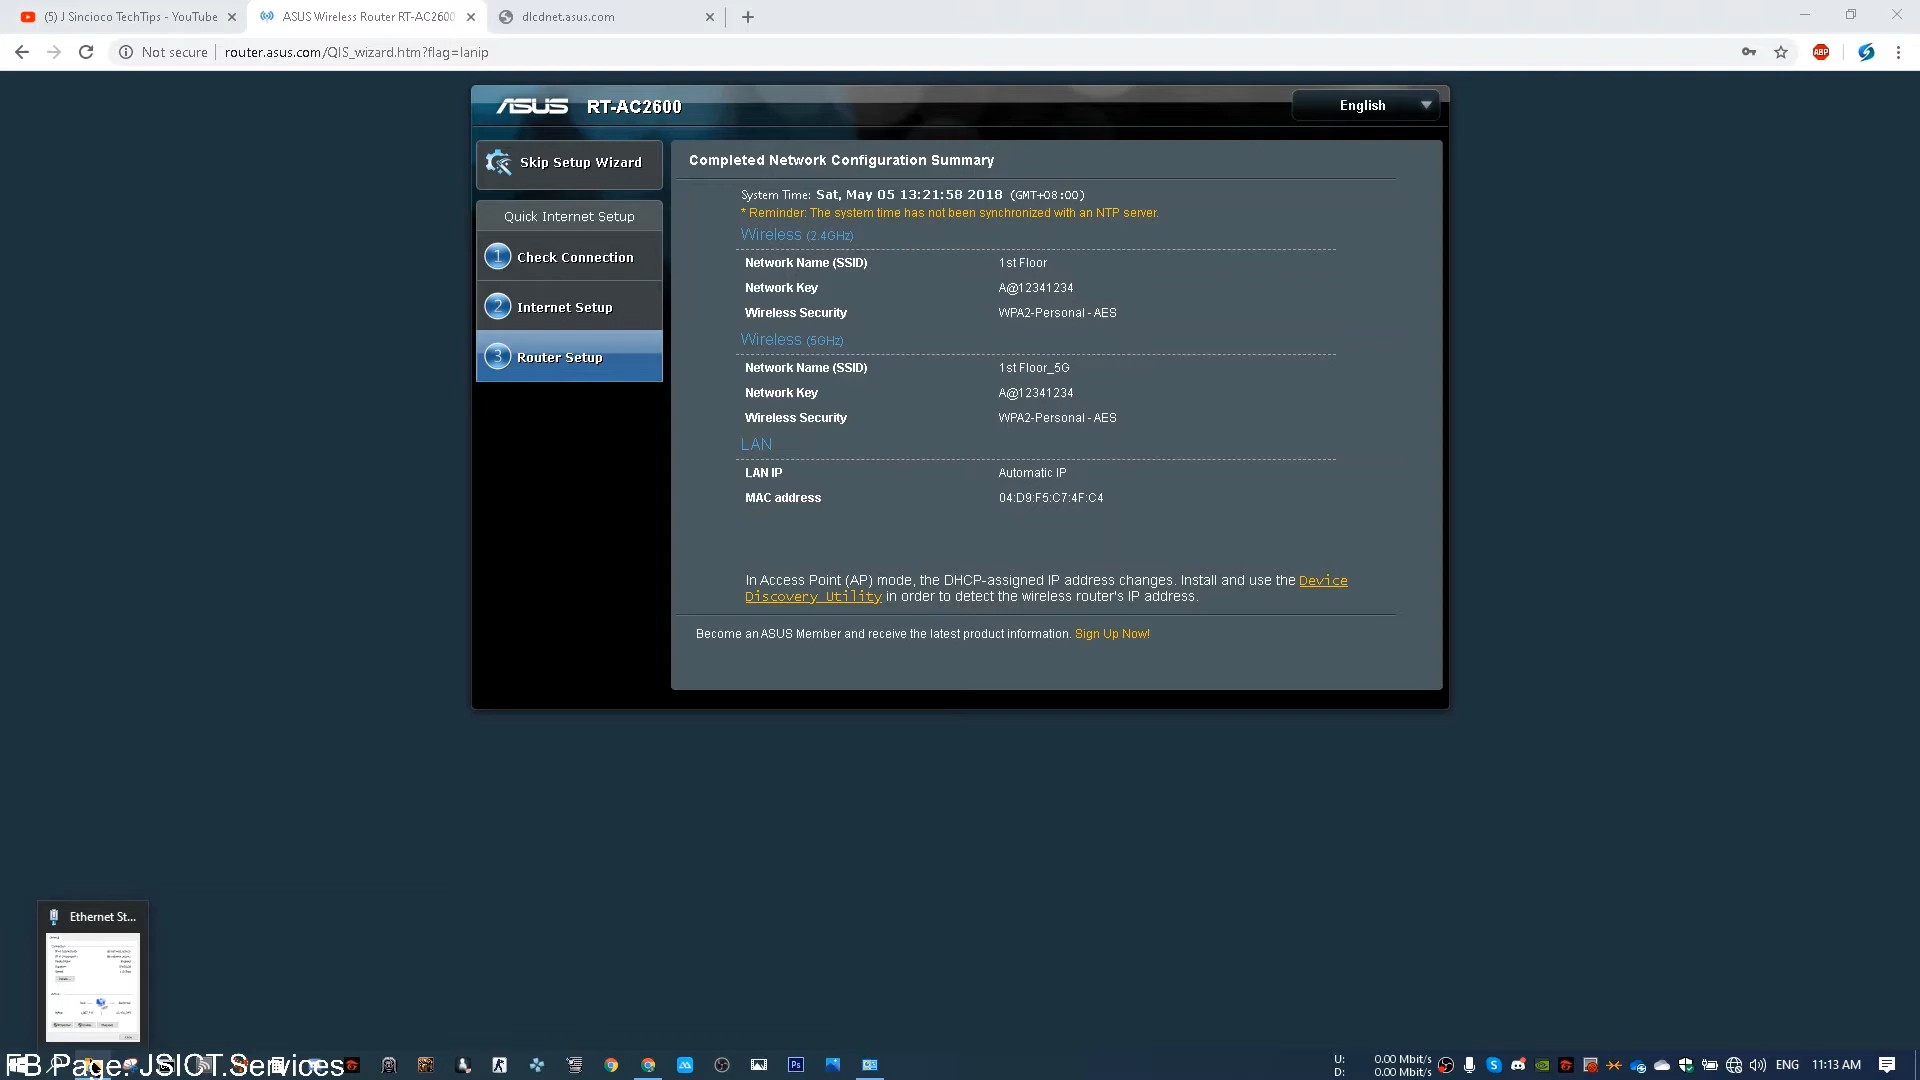 (5) J Sincioco TechTips - YouTube
ASUS Wireless Router RT-AC2600
dlcdnet.asus.com
Not secure
router.asus.com/QIS_wizard.htm?flag=lanip
ABP
ASUS RT-AC2600
English
Skip Setup Wizard
Quick Internet Setup
1 Check Connection
2 Internet Setup
3 Router Setup
Completed Network Configuration Summary
System Time: Sat, May 05 13:21:58 2018 (GMT+08:00)
* Reminder: The system time has not been synchronized with an NTP server.
Wireless (2.4GHz)
Network Name (SSID) 1st Floor
Network Key A@12341234
Wireless Security WPA2-Personal - AES
Wireless (5GHz)
Network Name (SSID) 1st Floor_5G
Network Key A@12341234
Wireless Security WPA2-Personal - AES
LAN
LAN IP Automatic IP
MAC address 04:D9:F5:C7:4F:C4
In Access Point (AP) mode, the DHCP-assigned IP address changes. Install and use the Device
Discovery Utility in order to detect the wireless router's IP address.
Become an ASUS Member and receive the latest product information. Sign Up Now!
Ethernet St...
FB Page: JSIOT.Services
Ps
U: 0.00 Mbit/s
D: 0.00 Mbit/s
ENG
11:13 AM